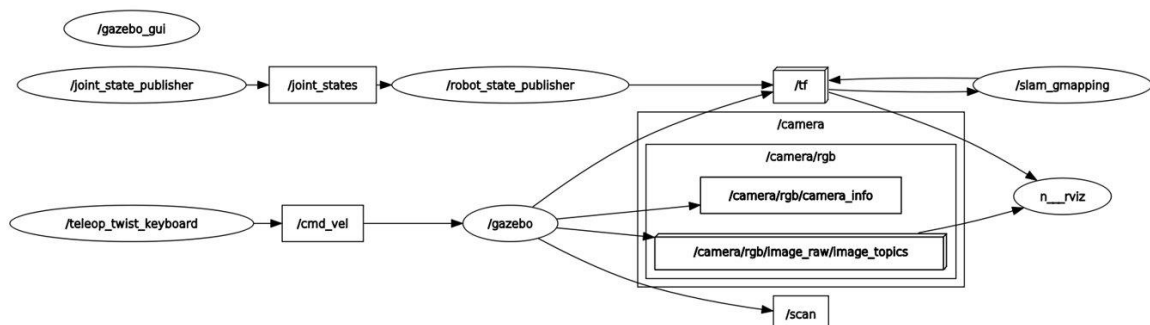 /gazebo_gui
/joint_state_publisher
/joint_states
/robot_state_publisher
/tf
/slam_gmapping
/camera
/camera/rgb
/camera/rgb/camera_info
n__rviz
/teleop_twist_keyboard
/cmd_vel
/gazebo
/camera/rgb/image_raw/image_topics
/scan